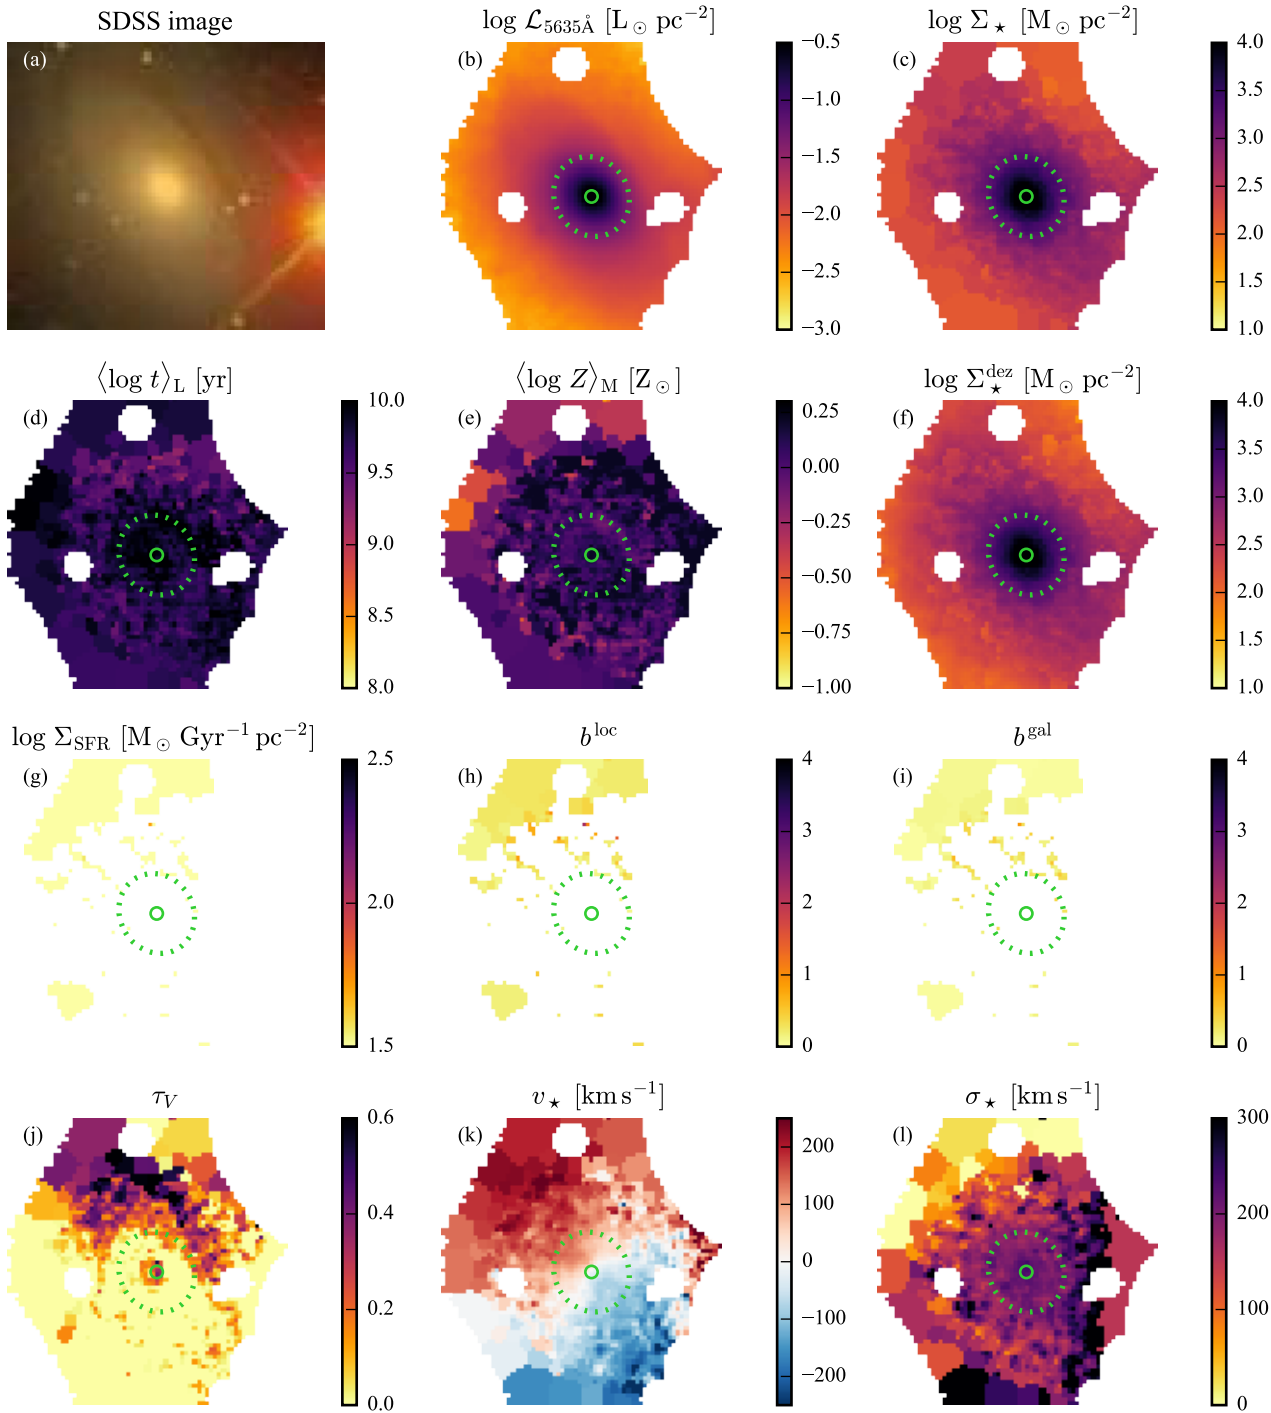 SDSS image
(a)
log ℒ₅₆₃₅Å [L⊙ pc⁻²]
(b)
−0.5
−1.0
−1.5
−2.0
−2.5
−3.0
log Σ⋆ [M⊙ pc⁻²]
(c)
4.0
3.5
3.0
2.5
2.0
1.5
1.0
⟨log t⟩L [yr]
(d)
10.0
9.5
9.0
8.5
8.0
⟨log Z⟩M [Z⊙]
(e)
0.25
0.00
−0.25
−0.50
−0.75
−1.00
log Σ⋆ᵈᵉᶻ [M⊙ pc⁻²]
(f)
4.0
3.5
3.0
2.5
2.0
1.5
1.0
log ΣSFR [M⊙ Gyr⁻¹ pc⁻²]
(g)
2.5
2.0
1.5
b^loc
(h)
4
3
2
1
0
b^gal
(i)
4
3
2
1
0
τV
(j)
0.6
0.4
0.2
0.0
v⋆ [km s⁻¹]
(k)
200
100
0
−100
−200
σ⋆ [km s⁻¹]
(l)
300
200
100
0